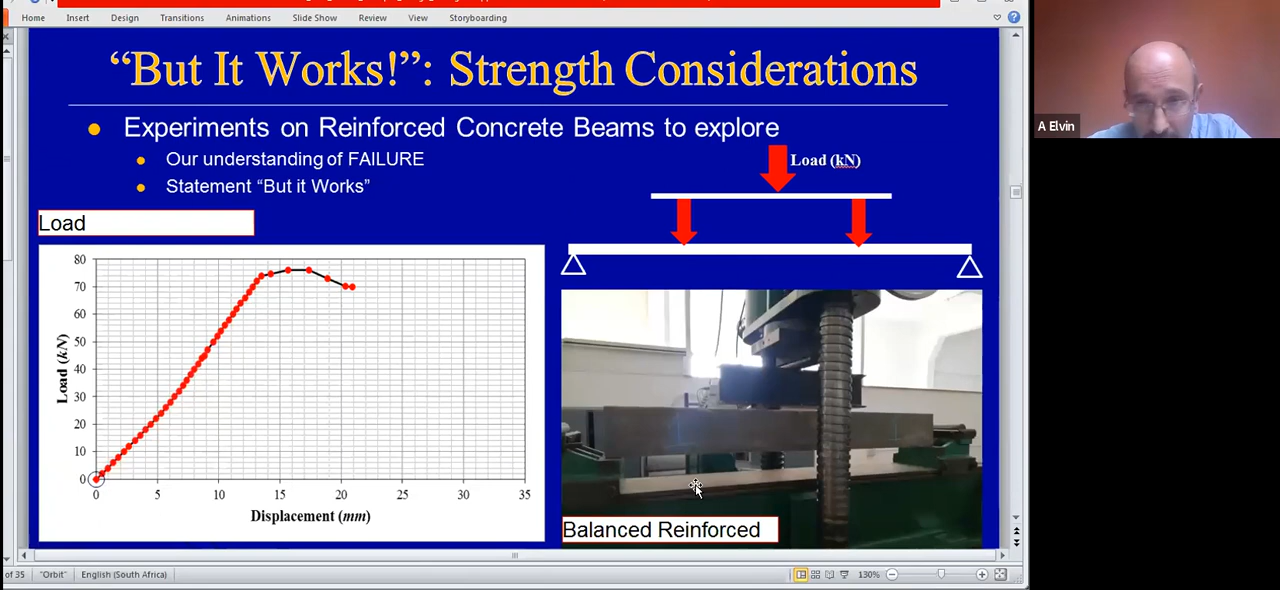 Home Insert Design Transitions Animations Slide Show Review View Storyboarding
"But It Works!": Strength Considerations
Experiments on Reinforced Concrete Beams to explore
Our understanding of FAILURE
Statement "But it Works"
Load (kN)
Load
80
70
60
50
40
30
20
10
0
Load (kN)
0 5 10 15 20 25 30 35
Displacement (mm)
Balanced Reinforced
A Elvin
of 35 "Orbit" English (South Africa) 130%